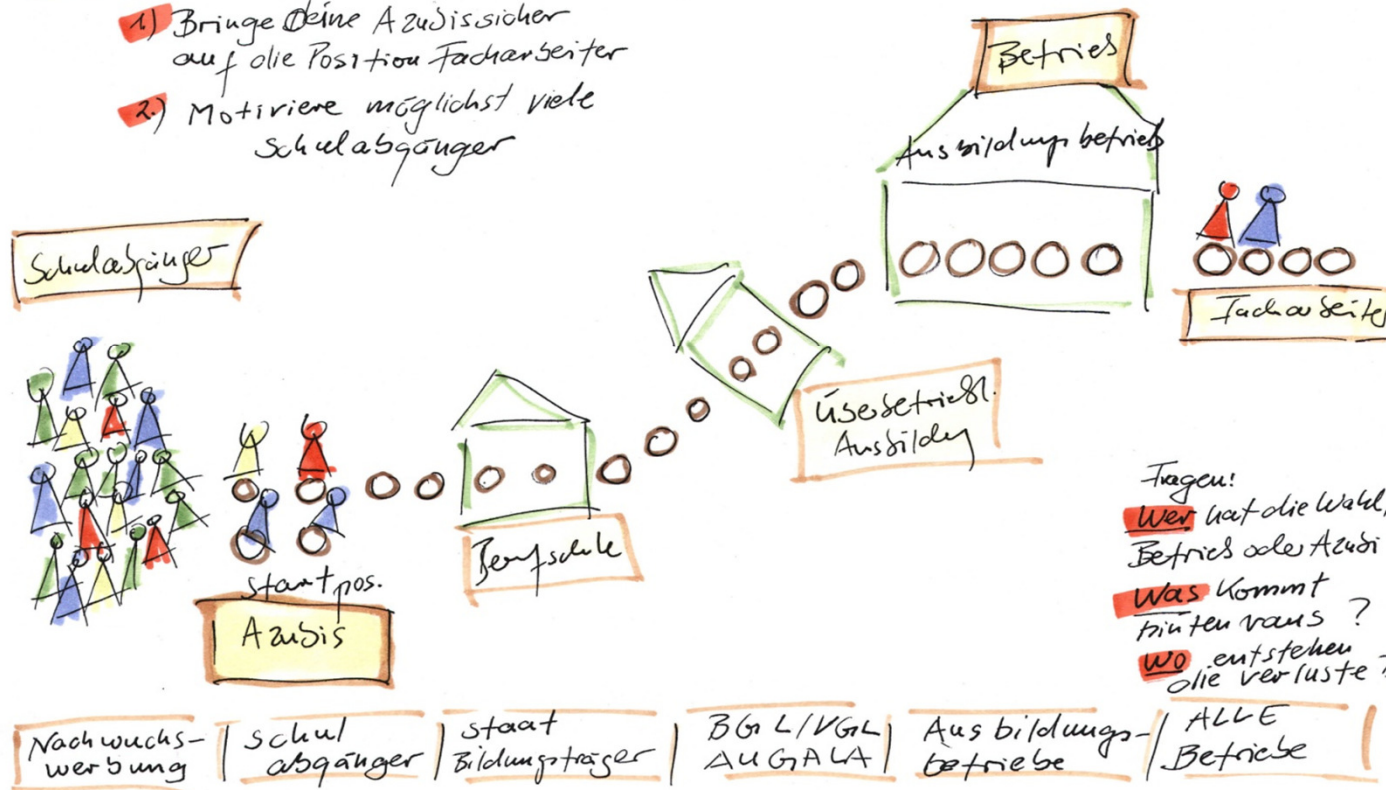 1) Bringe Deine Azubis sicher
auf die Position Facharbeiter
2.) Motiviere möglichst viele
Schulabgänger
Betrieb
Ausbildungsbetrieb
Schulabgänger
Facharbeiter
Überbetriebl.
Ausbildung
Berufschule
Startpos.
Azubis
Fragen:
Wer hat die Wahl,
Betrieb oder Azubi
Was kommt
hinten raus ?
Wo entstehen
die Verluste ?
Nachwuchs-
werbung
Schul
abgänger
Staat
Bildungsträger
BGL/VGL
AUGALA
Ausbildungs-
betriebe
ALLE
Betriebe